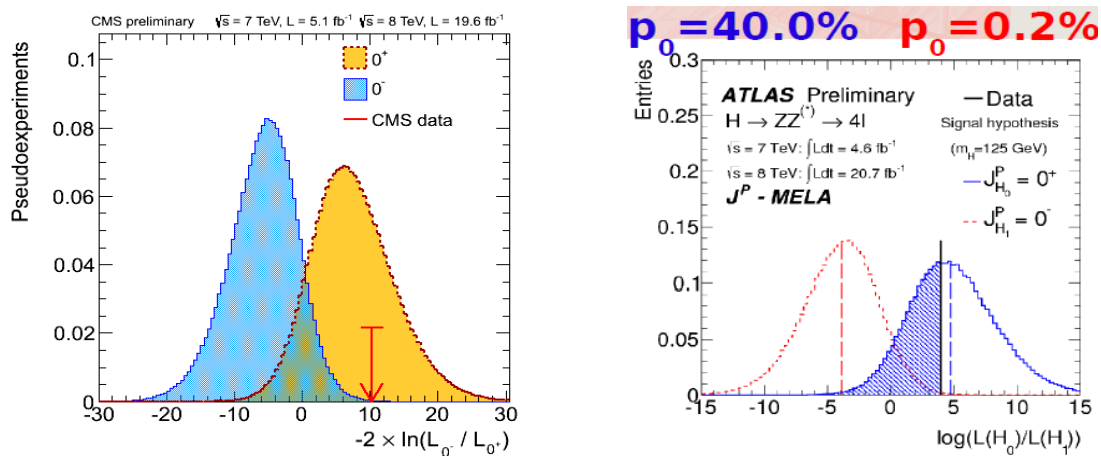 CMS preliminary √s = 7 TeV, L = 5.1 fb⁻¹ √s = 8 TeV, L = 19.6 fb⁻¹
Pseudoexperiments
0.1
0.08
0.06
0.04
0.02
0
0⁺
0⁻
CMS data
-30 -20 -10 0 10 20 30
-2 × ln(L₀₋ / L₀₊)
p₀=40.0% p₀=0.2%
Entries
0.3
0.25
0.2
0.15
0.1
0.05
0
ATLAS Preliminary
H → ZZ⁽*⁾ → 4l
√s = 7 TeV: ∫Ldt = 4.6 fb⁻¹
√s = 8 TeV: ∫Ldt = 20.7 fb⁻¹
Jᴾ - MELA
Data
Signal hypothesis
(m_H=125 GeV)
Jᴾ_H₀ = 0⁺
Jᴾ_H₁ = 0⁻
-15 -10 -5 0 5 10 15
log(L(H₀)/L(H₁))